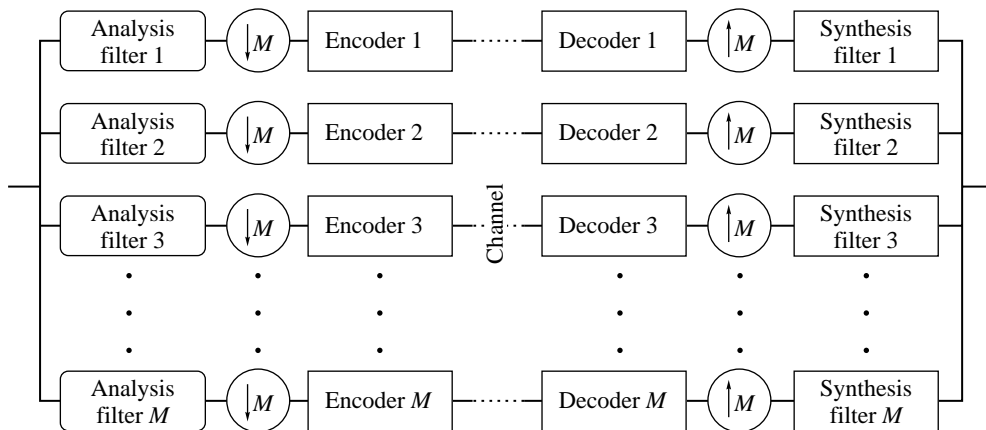 Analysis
filter 1
↓M
Encoder 1
Decoder 1
↑M
Synthesis
filter 1
Analysis
filter 2
↓M
Encoder 2
Decoder 2
↑M
Synthesis
filter 2
Analysis
filter 3
↓M
Encoder 3
Channel
Decoder 3
↑M
Synthesis
filter 3
Analysis
filter M
↓M
Encoder M
Decoder M
↑M
Synthesis
filter M